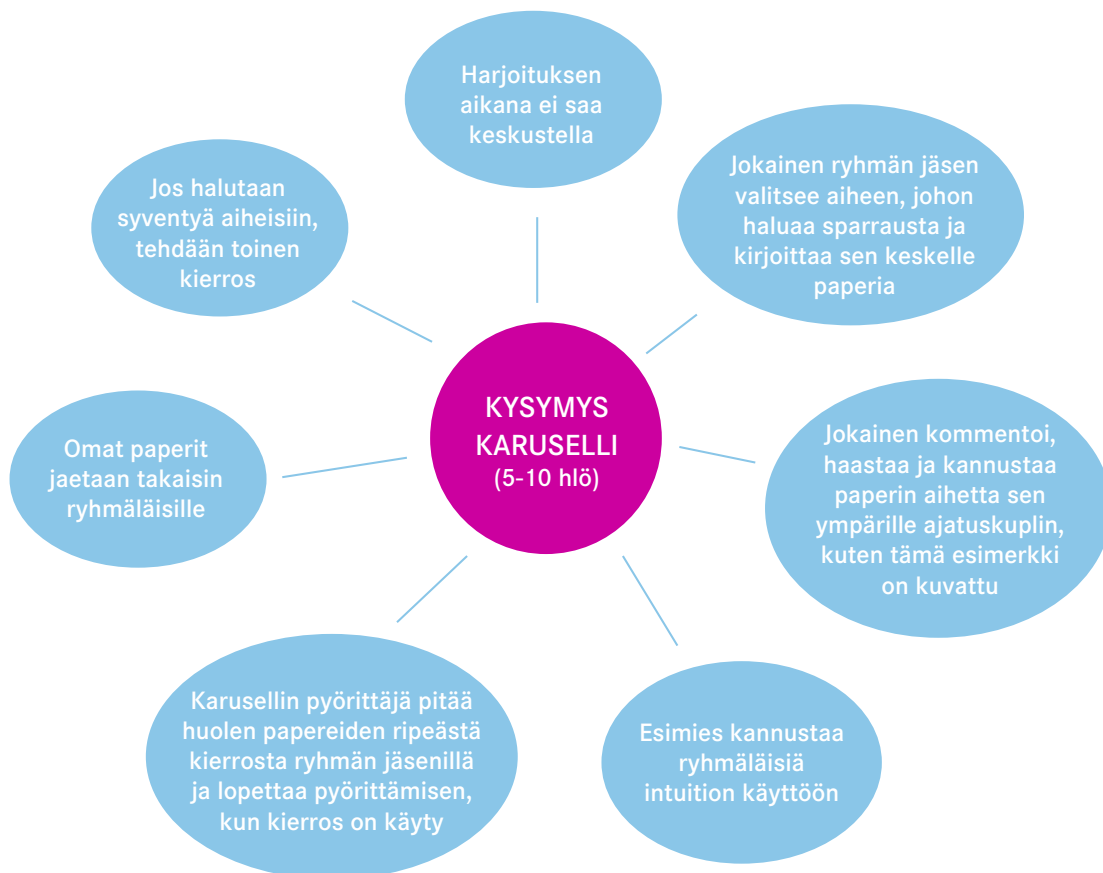 Harjoituksen
aikana ei saa
keskustella
Jokainen ryhmän jäsen
valitsee aiheen, johon
haluaa sparrausta ja
kirjoittaa sen keskelle
paperia
Jokainen kommentoi,
haastaa ja kannustaa
paperin aihetta sen
ympärille ajatuskuplin,
kuten tämä esimerkki
on kuvattu
Esimies kannustaa
ryhmäläisiä
intuition käyttöön
Karusellin pyörittäjä pitää
huolen papereiden ripeästä
kierrosta ryhmän jäsenillä
ja lopettaa pyörittämisen,
kun kierros on käyty
Omat paperit
jaetaan takaisin
ryhmäläisille
Jos halutaan
syventyä aiheisiin,
tehdään toinen
kierros
KYSYMYS
KARUSELLI
(5-10 hlö)